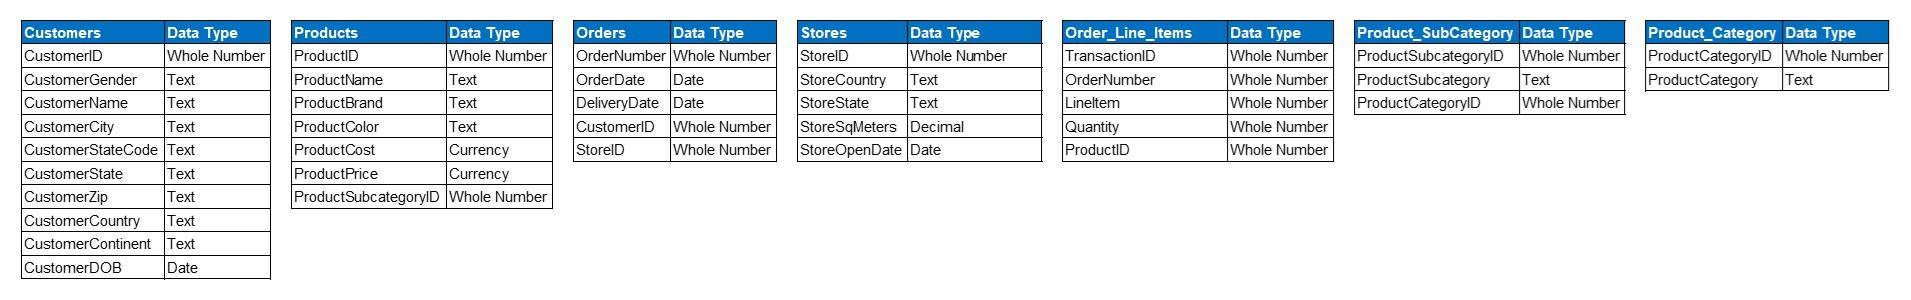 Customers Data Type
CustomerID Whole Number
CustomerGender Text
CustomerName Text
CustomerCity Text
CustomerStateCode Text
CustomerState Text
CustomerZip Text
CustomerCountry Text
CustomerContinent Text
CustomerDOB Date
Products Data Type
ProductID Whole Number
ProductName Text
ProductBrand Text
ProductColor Text
ProductCost Currency
ProductPrice Currency
ProductSubcategoryID Whole Number
Orders Data Type
OrderNumber Whole Number
OrderDate Date
DeliveryDate Date
CustomerID Whole Number
StoreID Whole Number
Stores Data Type
StoreID Whole Number
StoreCountry Text
StoreState Text
StoreSqMeters Decimal
StoreOpenDate Date
Order_Line_Items Data Type
TransactionID Whole Number
OrderNumber Whole Number
LineItem Whole Number
Quantity Whole Number
ProductID Whole Number
Product_SubCategory Data Type
ProductSubcategoryID Whole Number
ProductSubcategory Text
ProductCategoryID Whole Number
Product_Category Data Type
ProductCategoryID Whole Number
ProductCategory Text